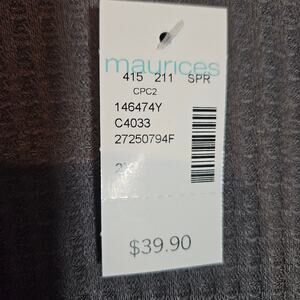 maurices
415 211 SPR
CPC2
146474Y
C4033
27250794F
$39.90